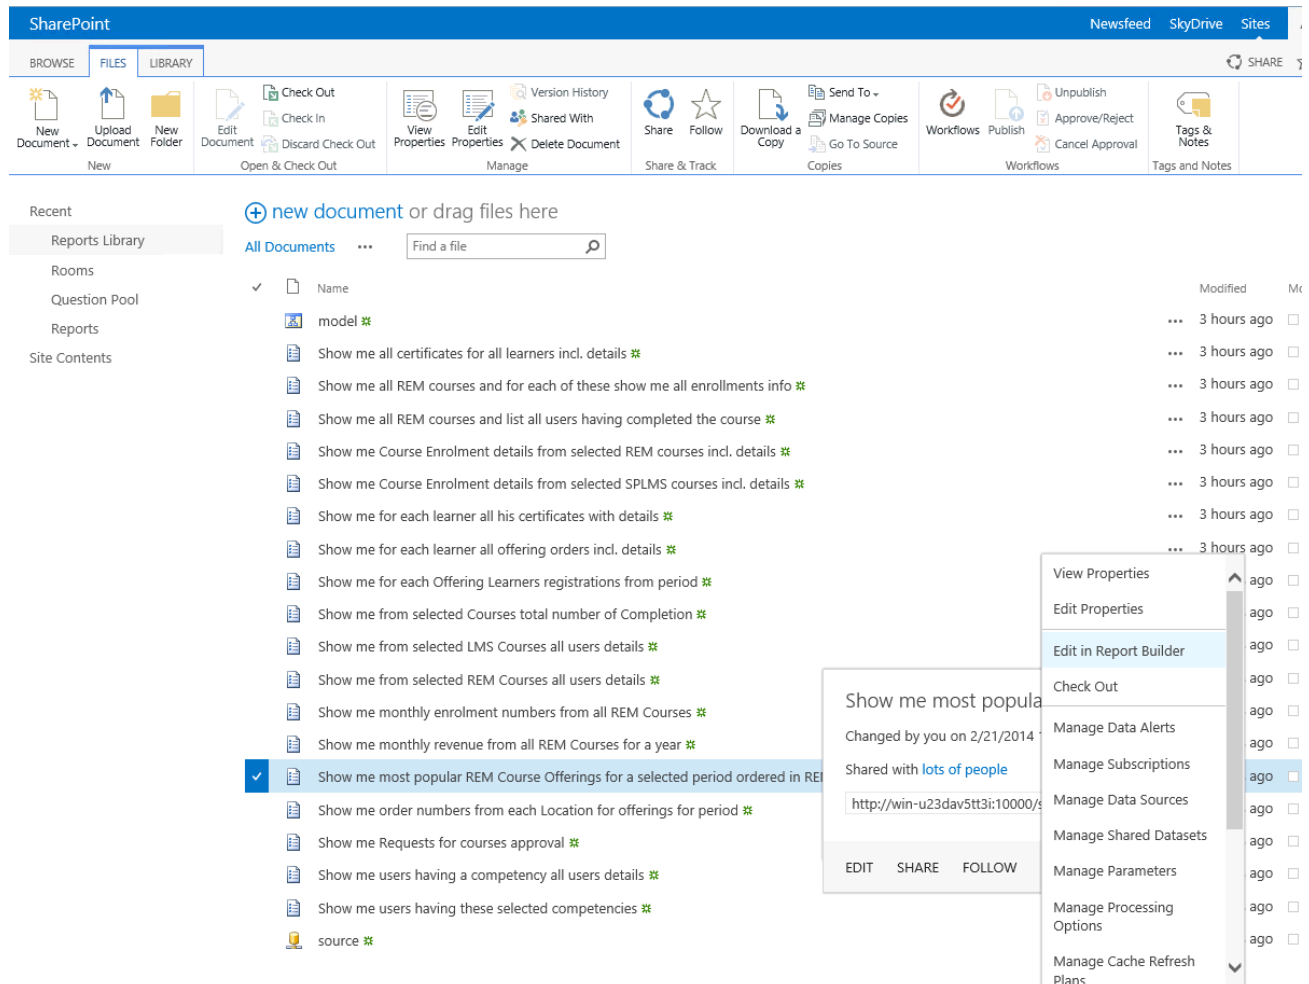 SharePoint
Newsfeed SkyDrive Sites
BROWSE FILES LIBRARY
SHARE
New Document
Upload Document
New Folder
New
Edit Document
Check Out
Check In
Discard Check Out
Open & Check Out
View Properties
Edit Properties
Version History
Shared With
Delete Document
Manage
Share
Follow
Share & Track
Download a Copy
Send To
Manage Copies
Go To Source
Copies
Workflows
Publish
Unpublish
Approve/Reject
Cancel Approval
Workflows
Tags & Notes
Tags and Notes
Recent
Reports Library
Rooms
Question Pool
Reports
Site Contents
new document or drag files here
All Documents ... Find a file
Name Modified Mo
model ... 3 hours ago
Show me all certificates for all learners incl. details ... 3 hours ago
Show me all REM courses and for each of these show me all enrollments info ... 3 hours ago
Show me all REM courses and list all users having completed the course ... 3 hours ago
Show me Course Enrolment details from selected REM courses incl. details ... 3 hours ago
Show me Course Enrolment details from selected SPLMS courses incl. details ... 3 hours ago
Show me for each learner all his certificates with details ... 3 hours ago
Show me for each learner all offering orders incl. details ... 3 hours ago
Show me for each Offering Learners registrations from period ago
Show me from selected Courses total number of Completion ago
Show me from selected LMS Courses all users details ago
Show me from selected REM Courses all users details ago
Show me monthly enrolment numbers from all REM Courses ago
Show me monthly revenue from all REM Courses for a year ago
Show me most popular REM Course Offerings for a selected period ordered in RE ago
Show me order numbers from each Location for offerings for period ago
Show me Requests for courses approval ago
Show me users having a competency all users details ago
Show me users having these selected competencies ago
source ago
Show me most popula
Changed by you on 2/21/2014 1
Shared with lots of people
http://win-u23dav5tt3i:10000/s
EDIT SHARE FOLLOW
View Properties
Edit Properties
Edit in Report Builder
Check Out
Manage Data Alerts
Manage Subscriptions
Manage Data Sources
Manage Shared Datasets
Manage Parameters
Manage Processing
Options
Manage Cache Refresh
Plans